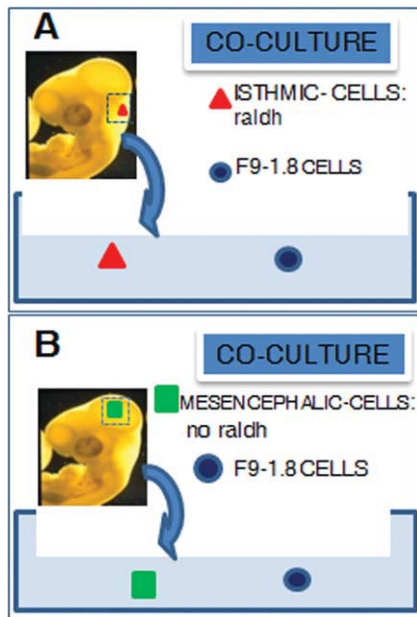 A
CO-CULTURE
ISTHMIC- CELLS:
raldh
F9-1.8 CELLS
B
CO-CULTURE
MESENCEPHALIC-CELLS:
no raldh
F9-1.8 CELLS